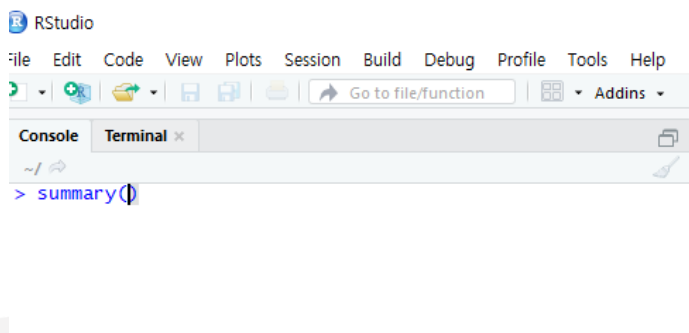 RStudio
File Edit Code View Plots Session Build Debug Profile Tools Help
Go to file/function Addins
Console Terminal ×
~/
> summary()